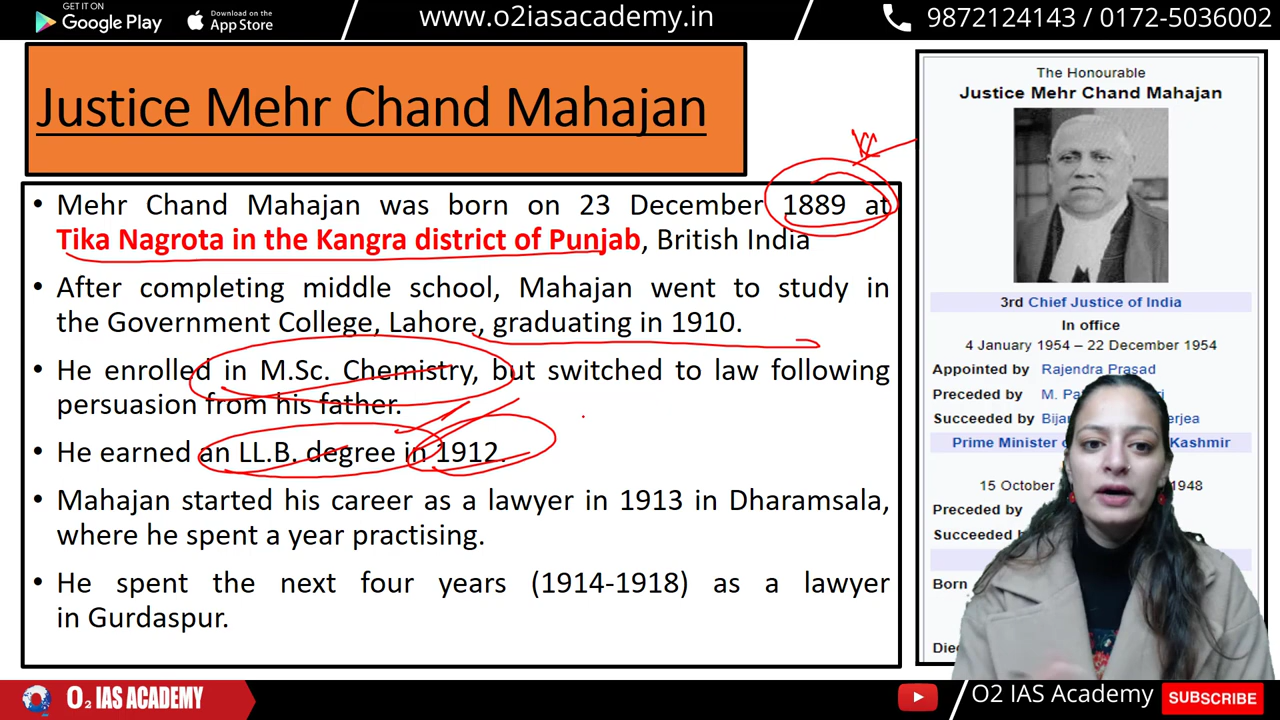 GET IT ON
Google Play
Download on the
App Store
www.o2iasacademy.in
9872124143 / 0172-5036002
Justice Mehr Chand Mahajan
• Mehr Chand Mahajan was born on 23 December 1889 at
Tika Nagrota in the Kangra district of Punjab, British India
• After completing middle school, Mahajan went to study in
the Government College, Lahore, graduating in 1910.
• He enrolled in M.Sc. Chemistry, but switched to law following
persuasion from his father.
• He earned an LL.B. degree in 1912.
• Mahajan started his career as a lawyer in 1913 in Dharamsala,
where he spent a year practising.
• He spent the next four years (1914-1918) as a lawyer
in Gurdaspur.
The Honourable
Justice Mehr Chand Mahajan
3rd Chief Justice of India
In office
4 January 1954 – 22 December 1954
Appointed by Rajendra Prasad
Preceded by M.
Succeeded by
Prime Minister Kashmir
15 October 1948
Preceded by
Succeeded
Born
O2 IAS ACADEMY
O2 IAS Academy
SUBSCRIBE